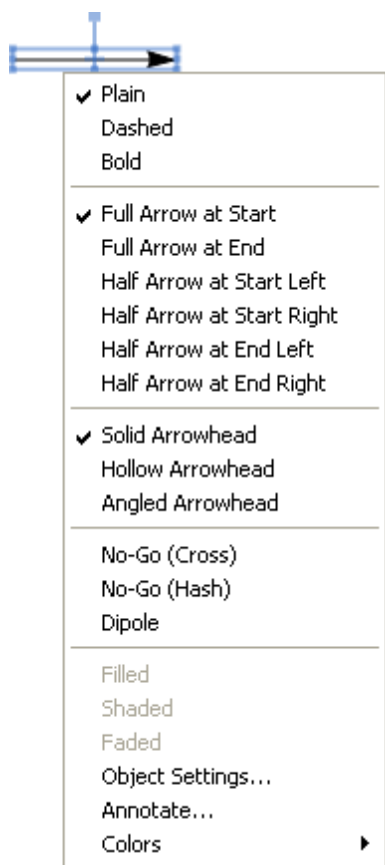 Plain
Dashed
Bold
Full Arrow at Start
Full Arrow at End
Half Arrow at Start Left
Half Arrow at Start Right
Half Arrow at End Left
Half Arrow at End Right
Solid Arrowhead
Hollow Arrowhead
Angled Arrowhead
No-Go (Cross)
No-Go (Hash)
Dipole
Filled
Shaded
Faded
Object Settings...
Annotate...
Colors